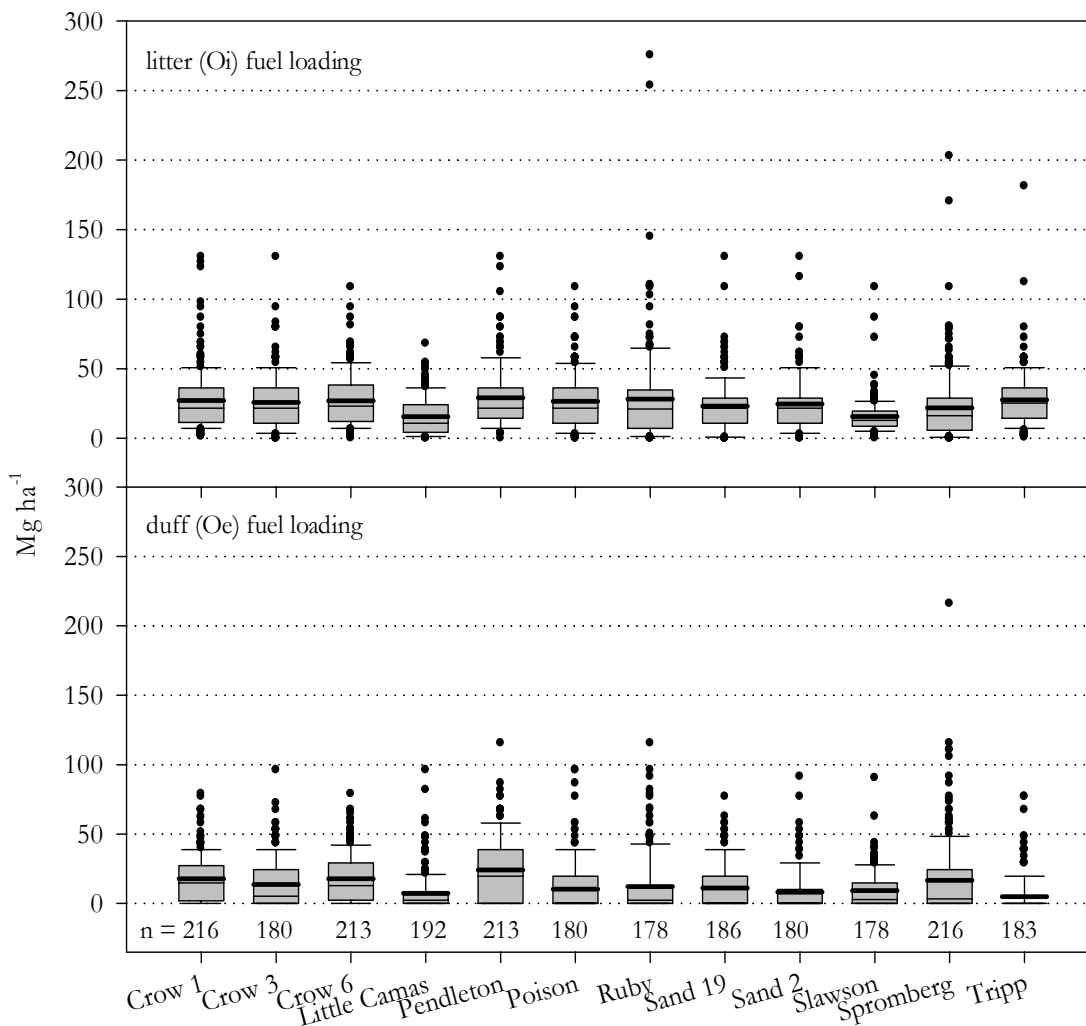 300
litter (Oi) fuel loading
250
200
150
100
50
0
Mg ha⁻¹
300
duff (Oe) fuel loading
250
200
150
100
50
0
n = 216 180 213 192 213 180 178 186 180 178 216 183
Crow 1 Crow 3 Crow 6 Little Camas Pendleton Poison Ruby Sand 19 Sand 2 Slawson Spromberg Tripp